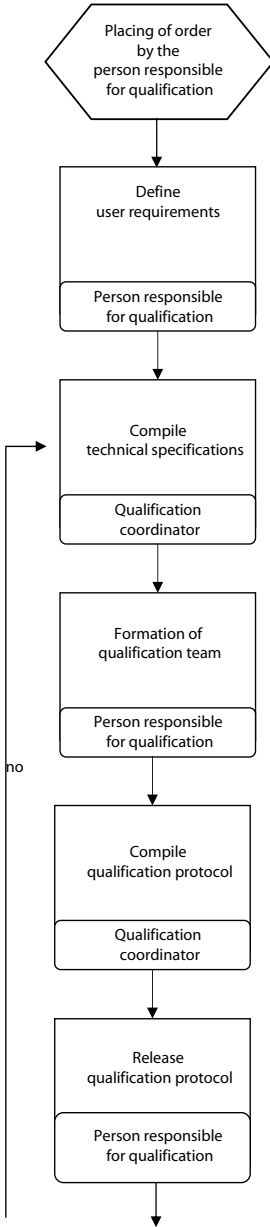 Placing of order
by the
person responsible
for qualification
Define
user requirements
Person responsible
for qualification
Compile
technical specifications
Qualification
coordinator
Formation of
qualification team
Person responsible
for qualification
no
Compile
qualification protocol
Qualification
coordinator
Release
qualification protocol
Person responsible
for qualification